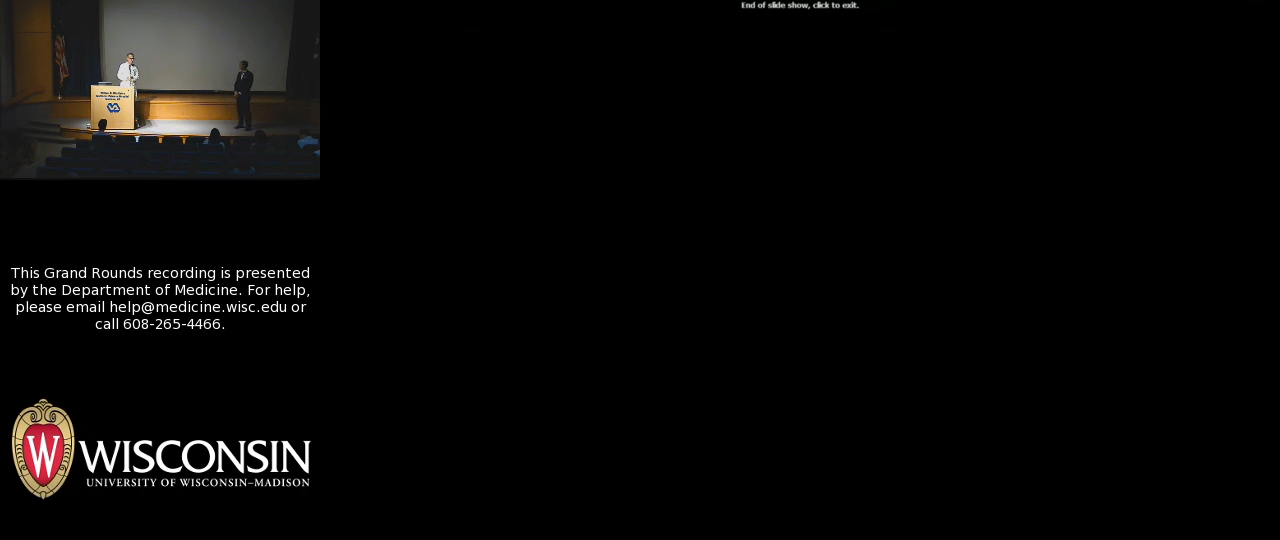 End of slide show, click to exit.
This Grand Rounds recording is presented
by the Department of Medicine. For help,
please email help@medicine.wisc.edu or
call 608-265-4466.
W
WISCONSIN
UNIVERSITY OF WISCONSIN–MADISON